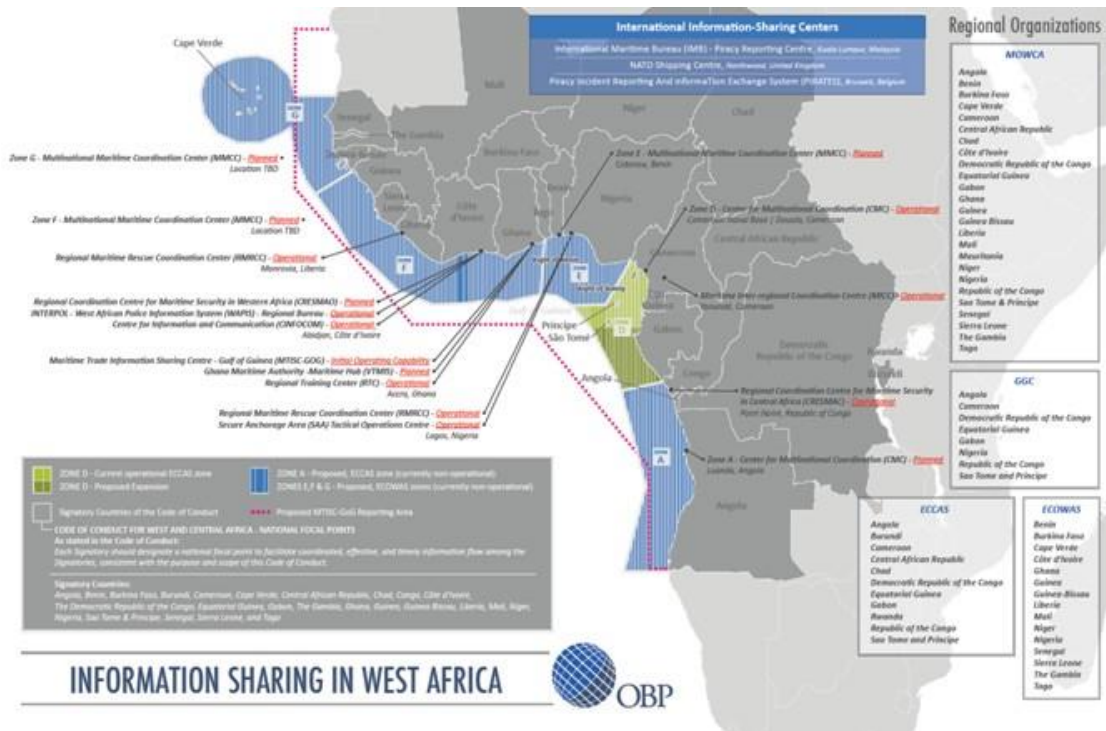 International Information-Sharing Centers
International Maritime Bureau (IMB) - Piracy Reporting Centre, Kuala Lumpur, Malaysia
NATO Shipping Centre, Northwood, United Kingdom
Piracy Incident Reporting And InformaTion Exchange System (PIRATES), Brussels, Belgium
Cape Verde
Mali
Niger
Chad
Senegal
The Gambia
Guinea Bissau
Guinea
Sierra Leone
Liberia
Burkina Faso
Côte d'Ivoire
Ghana
Togo
Benin
Nigeria
Cameroon
Central African Republic
Gabon
Congo
Democratic Republic of the Congo
Rwanda
Burundi
Príncipe
São Tomé
Angola
Angola
Bight of Bonny
ZONE G
ZONE F
ZONE E
ZONE D
ZONE A
Zone G - Multinational Maritime Coordination Center (MMCC) - Planned
Location TBD
Zone F - Multinational Maritime Coordination Center (MMCC) - Planned
Location TBD
Regional Maritime Rescue Coordination Center (RMRCC) - Operational
Monrovia, Liberia
Regional Coordination Centre for Maritime Security in Western Africa (CRESMAO) - Planned
INTERPOL - West African Police Information System (WAPIS) - Regional Bureau - Operational
Centre for Information and Communication (CINFOCOM) - Operational
Abidjan, Côte d'Ivoire
Maritime Trade Information Sharing Centre - Gulf of Guinea (MTISC-GOG) - Initial Operating Capability
Ghana Maritime Authority - Maritime Hub (VTMIS) - Planned
Regional Training Center (RTC) - Operational
Accra, Ghana
Regional Maritime Rescue Coordination Center (RMRCC) - Operational
Secure Anchorage Area (SAA) Tactical Operations Centre - Operational
Lagos, Nigeria
Zone E - Multinational Maritime Coordination Center (MMCC) - Planned
Cotonou, Benin
Zone D - Center for Multinational Coordination (CMC) - Operational
Cameroon Naval Base | Douala, Cameroon
Maritime Inter-regional Coordination Centre (MICC) - Operational
Yaoundé, Cameroon
Regional Coordination Centre for Maritime Security
in Central Africa (CRESMAC) - Operational
Point Noire, Republic of Congo
Zone A - Center for Multinational Coordination (CMC) - Planned
Luanda, Angola
ZONE D - Current operational ECCAS zone
ZONE D - Proposed Expansion
ZONE A - Proposed, ECCAS zone (currently non-operational)
ZONES E,F & G - Proposed, ECOWAS zones (currently non-operational)
Signatory Countries of the Code of Conduct
Proposed MTISC-GoG Reporting Area
CODE OF CONDUCT FOR WEST AND CENTRAL AFRICA - NATIONAL FOCAL POINTS
As stated in the Code of Conduct:
Each Signatory should designate a national focal point to facilitate coordinated, effective, and timely information flow among the
Signatories, consistent with the purpose and scope of this Code of Conduct.
Signatory Countries:
Angola, Benin, Burkina Faso, Burundi, Cameroon, Cape Verde, Central African Republic, Chad, Congo, Côte d'Ivoire,
The Democratic Republic of the Congo, Equatorial Guinea, Gabon, The Gambia, Ghana, Guinea, Guinea Bissau, Liberia, Mali, Niger,
Nigeria, Sao Tome & Principe, Senegal, Sierra Leone, and Togo
INFORMATION SHARING IN WEST AFRICA
OBP
Regional Organizations
MOWCA
Angola
Benin
Burkina Faso
Cape Verde
Cameroon
Central African Republic
Chad
Côte d'Ivoire
Democratic Republic of the Congo
Equatorial Guinea
Gabon
Ghana
Guinea
Guinea Bissau
Liberia
Mali
Mauritania
Niger
Nigeria
Republic of the Congo
Sao Tome & Principe
Senegal
Sierra Leone
The Gambia
Togo
GGC
Angola
Cameroon
Democratic Republic of the Congo
Equatorial Guinea
Gabon
Nigeria
Republic of the Congo
Sao Tome and Principe
ECCAS
Angola
Burundi
Cameroon
Central African Republic
Chad
Democratic Republic of the Congo
Equatorial Guinea
Gabon
Rwanda
Republic of the Congo
Sao Tome and Principe
ECOWAS
Benin
Burkina Faso
Cape Verde
Côte d'Ivoire
Ghana
Guinea
Guinea-Bissau
Liberia
Mali
Niger
Nigeria
Senegal
Sierra Leone
The Gambia
Togo